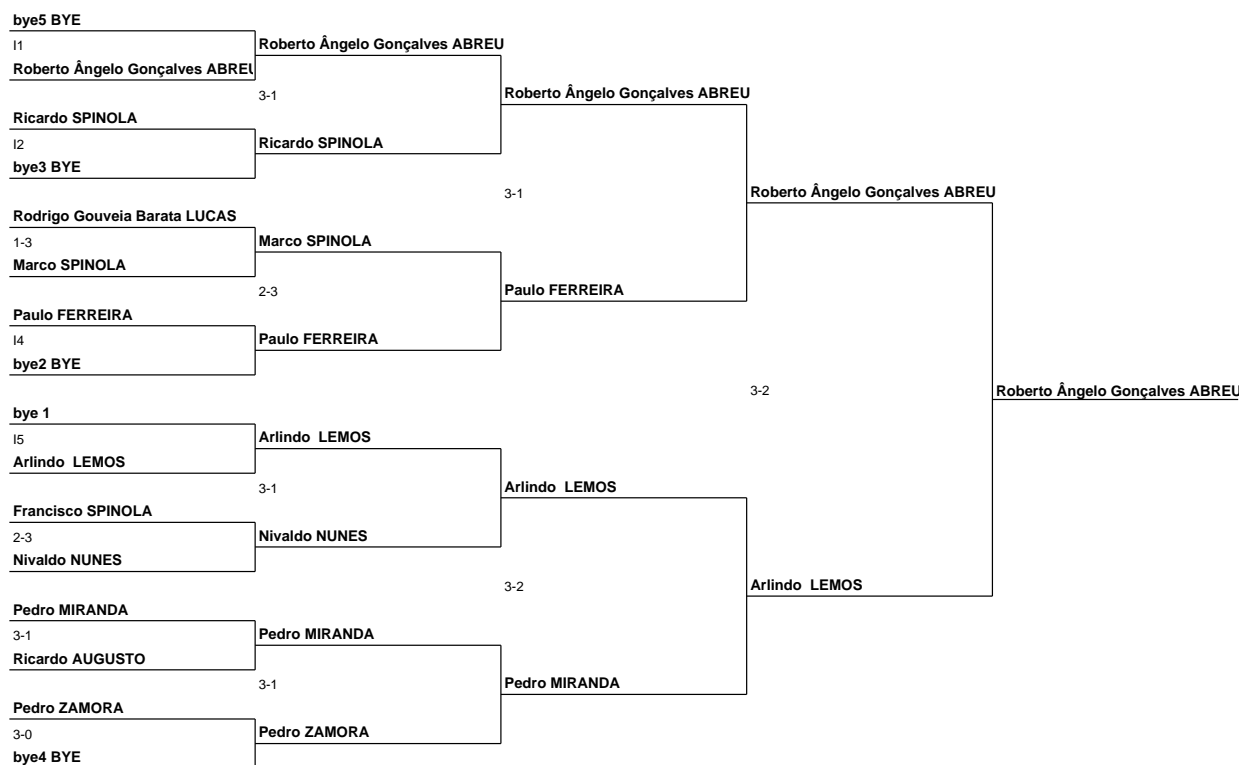 bye5 BYE
I1
Roberto Ângelo Gonçalves ABREU
Ricardo SPINOLA
I2
bye3 BYE
Rodrigo Gouveia Barata LUCAS
1-3
Marco SPINOLA
Paulo FERREIRA
I4
bye2 BYE
bye 1
I5
Arlindo  LEMOS
Francisco SPINOLA
2-3
Nivaldo NUNES
Pedro MIRANDA
3-1
Ricardo AUGUSTO
Pedro ZAMORA
3-0
bye4 BYE
Roberto Ângelo Gonçalves ABREU
3-1
Ricardo SPINOLA
Marco SPINOLA
2-3
Paulo FERREIRA
Arlindo  LEMOS
3-1
Nivaldo NUNES
Pedro MIRANDA
3-1
Pedro ZAMORA
Roberto Ângelo Gonçalves ABREU
3-1
Paulo FERREIRA
Arlindo  LEMOS
3-2
Pedro MIRANDA
Roberto Ângelo Gonçalves ABREU
3-2
Arlindo  LEMOS
Roberto Ângelo Gonçalves ABREU